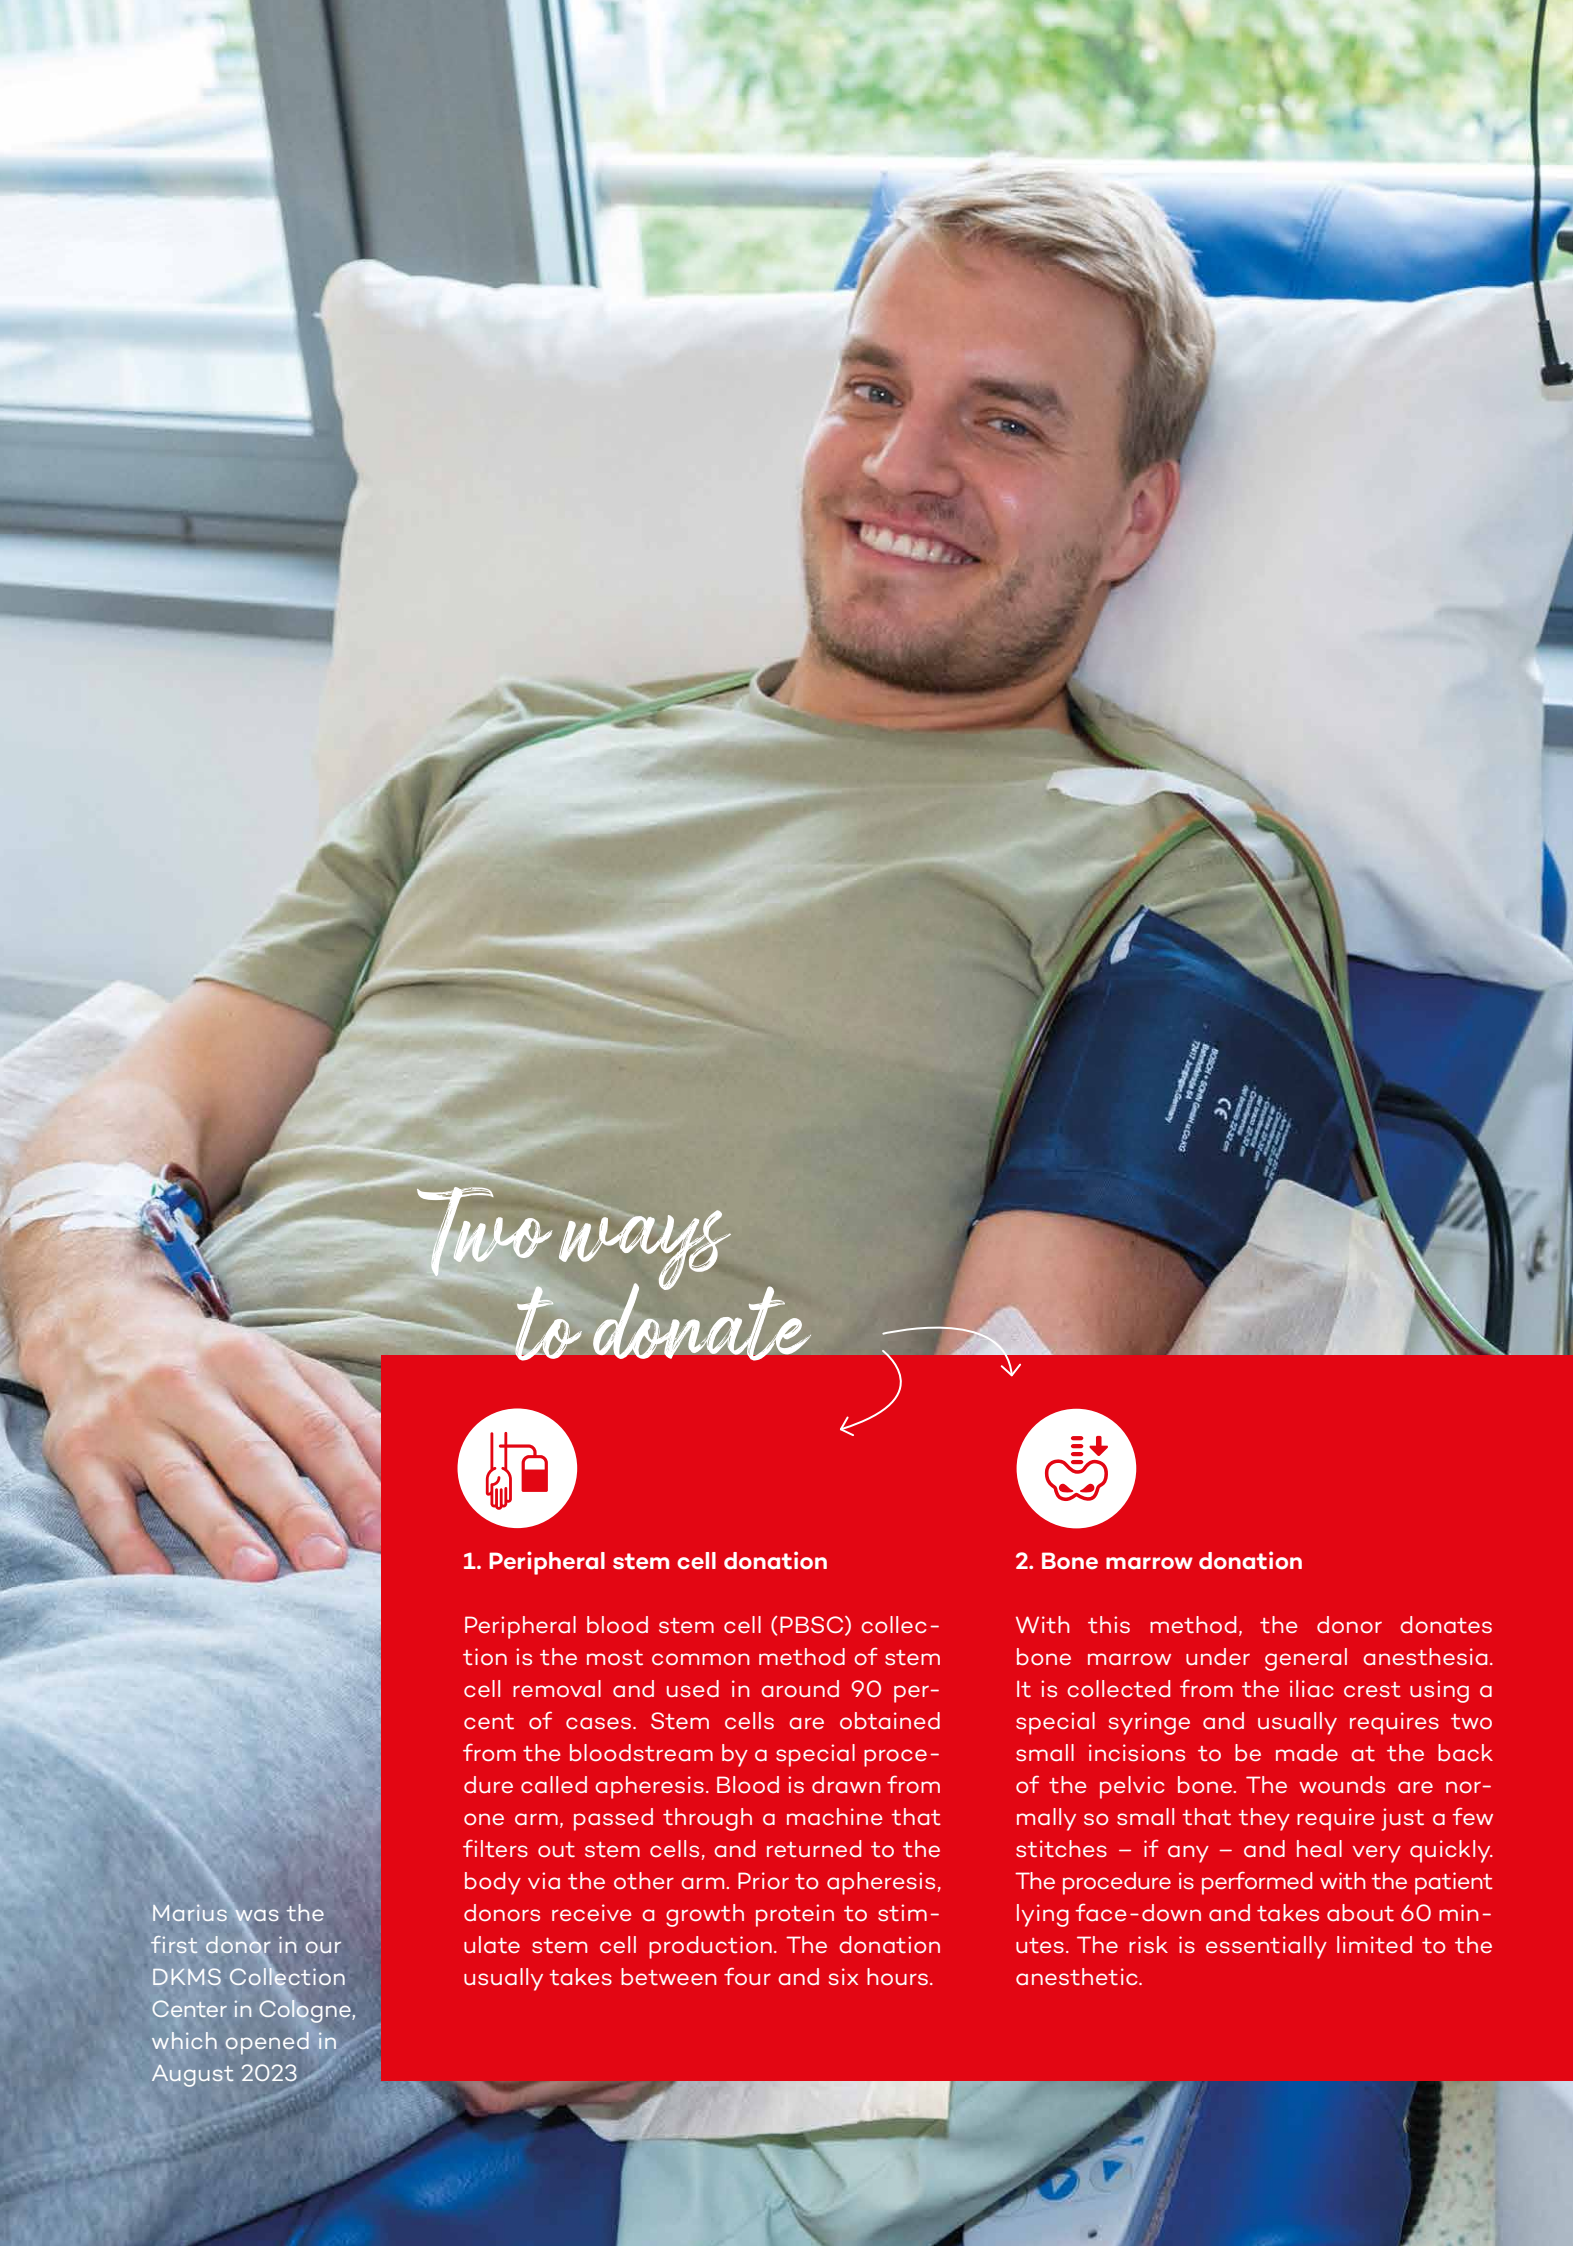 BOSCH + SOHN GmbH u. Co. KG
72417 Jungingen, Germany
CE
Two ways
to donate
1. Peripheral stem cell donation
Peripheral blood stem cell (PBSC) collec-
tion is the most common method of stem
cell removal and used in around 90 per-
cent of cases. Stem cells are obtained
from the bloodstream by a special proce-
dure called apheresis. Blood is drawn from
one arm, passed through a machine that
filters out stem cells, and returned to the
body via the other arm. Prior to apheresis,
donors receive a growth protein to stim-
ulate stem cell production. The donation
usually takes between four and six hours.
2. Bone marrow donation
With this method, the donor donates
bone marrow under general anesthesia.
It is collected from the iliac crest using a
special syringe and usually requires two
small incisions to be made at the back
of the pelvic bone. The wounds are nor-
mally so small that they require just a few
stitches – if any – and heal very quickly.
The procedure is performed with the patient
lying face-down and takes about 60 min-
utes. The risk is essentially limited to the
anesthetic.
Marius was the
first donor in our
DKMS Collection
Center in Cologne,
which opened in
August 2023